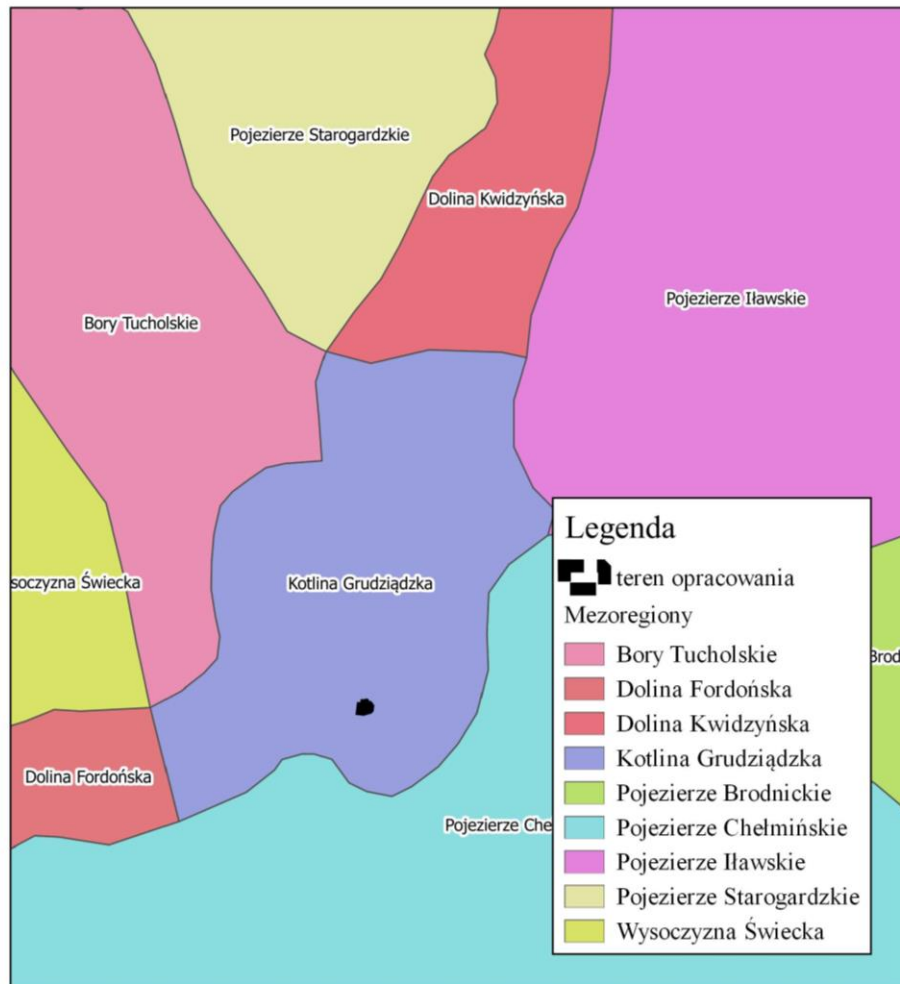 Pojezierze Starogardzkie
Dolina Kwidzyńska
Pojezierze Iławskie
Bory Tucholskie
soczyzna Świecka
Kotlina Grudziądzka
Brod
Dolina Fordońska
Pojezierze Che
Legenda
teren opracowania
Mezoregiony
Bory Tucholskie
Dolina Fordońska
Dolina Kwidzyńska
Kotlina Grudziądzka
Pojezierze Brodnickie
Pojezierze Chełmińskie
Pojezierze Iławskie
Pojezierze Starogardzkie
Wysoczyzna Świecka